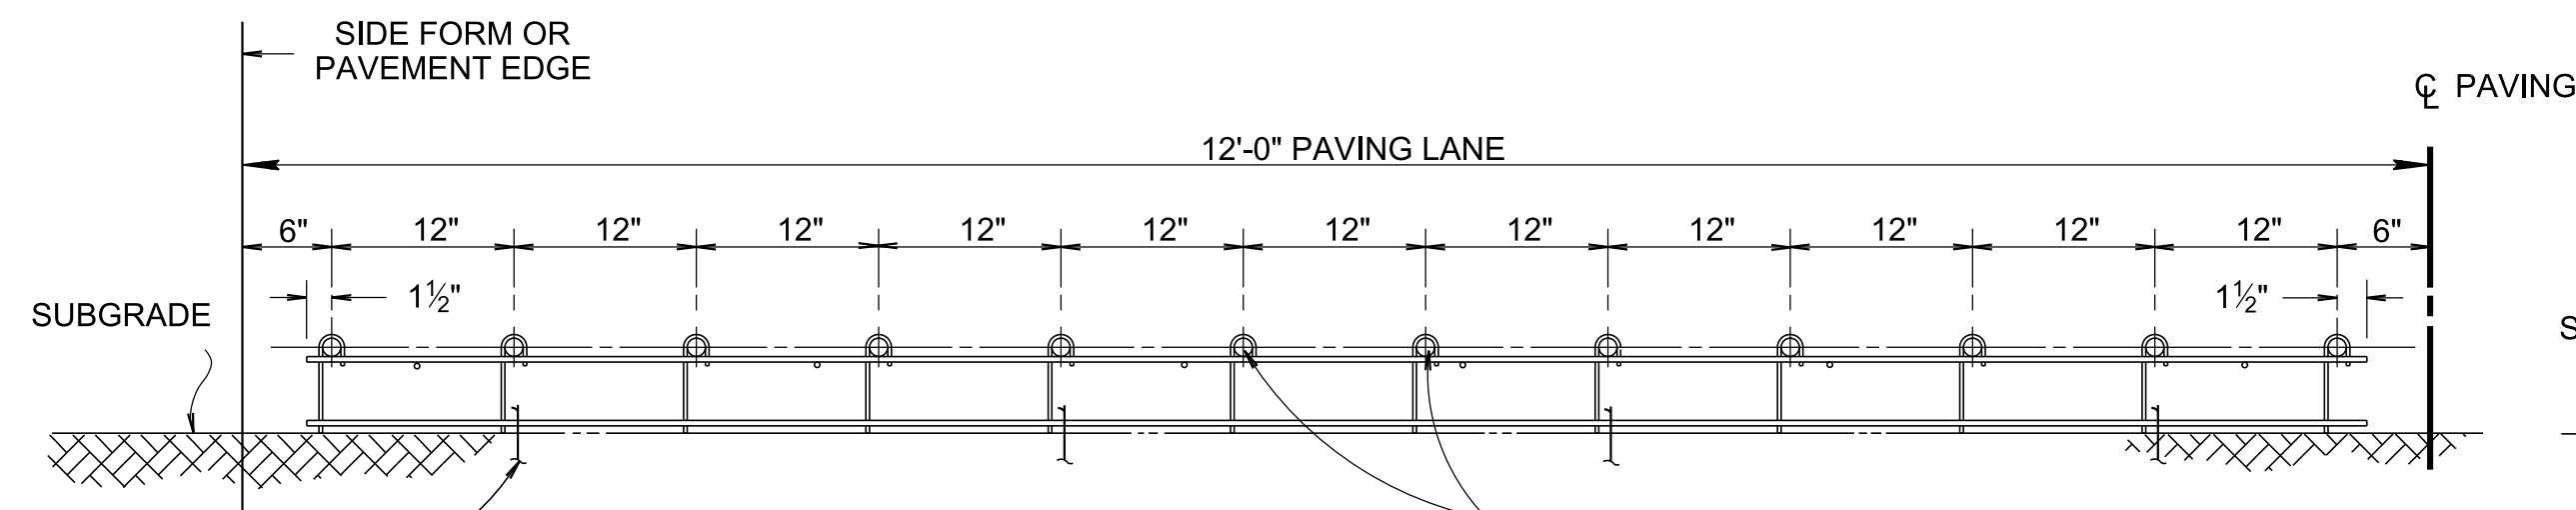 SIDE FORM OR
PAVEMENT EDGE
℄ PAVING
12'-0" PAVING LANE
6" 12" 12" 12" 12" 12" 12" 12" 12" 12" 12" 12" 6"
1½" 1½"
SUBGRADE
S